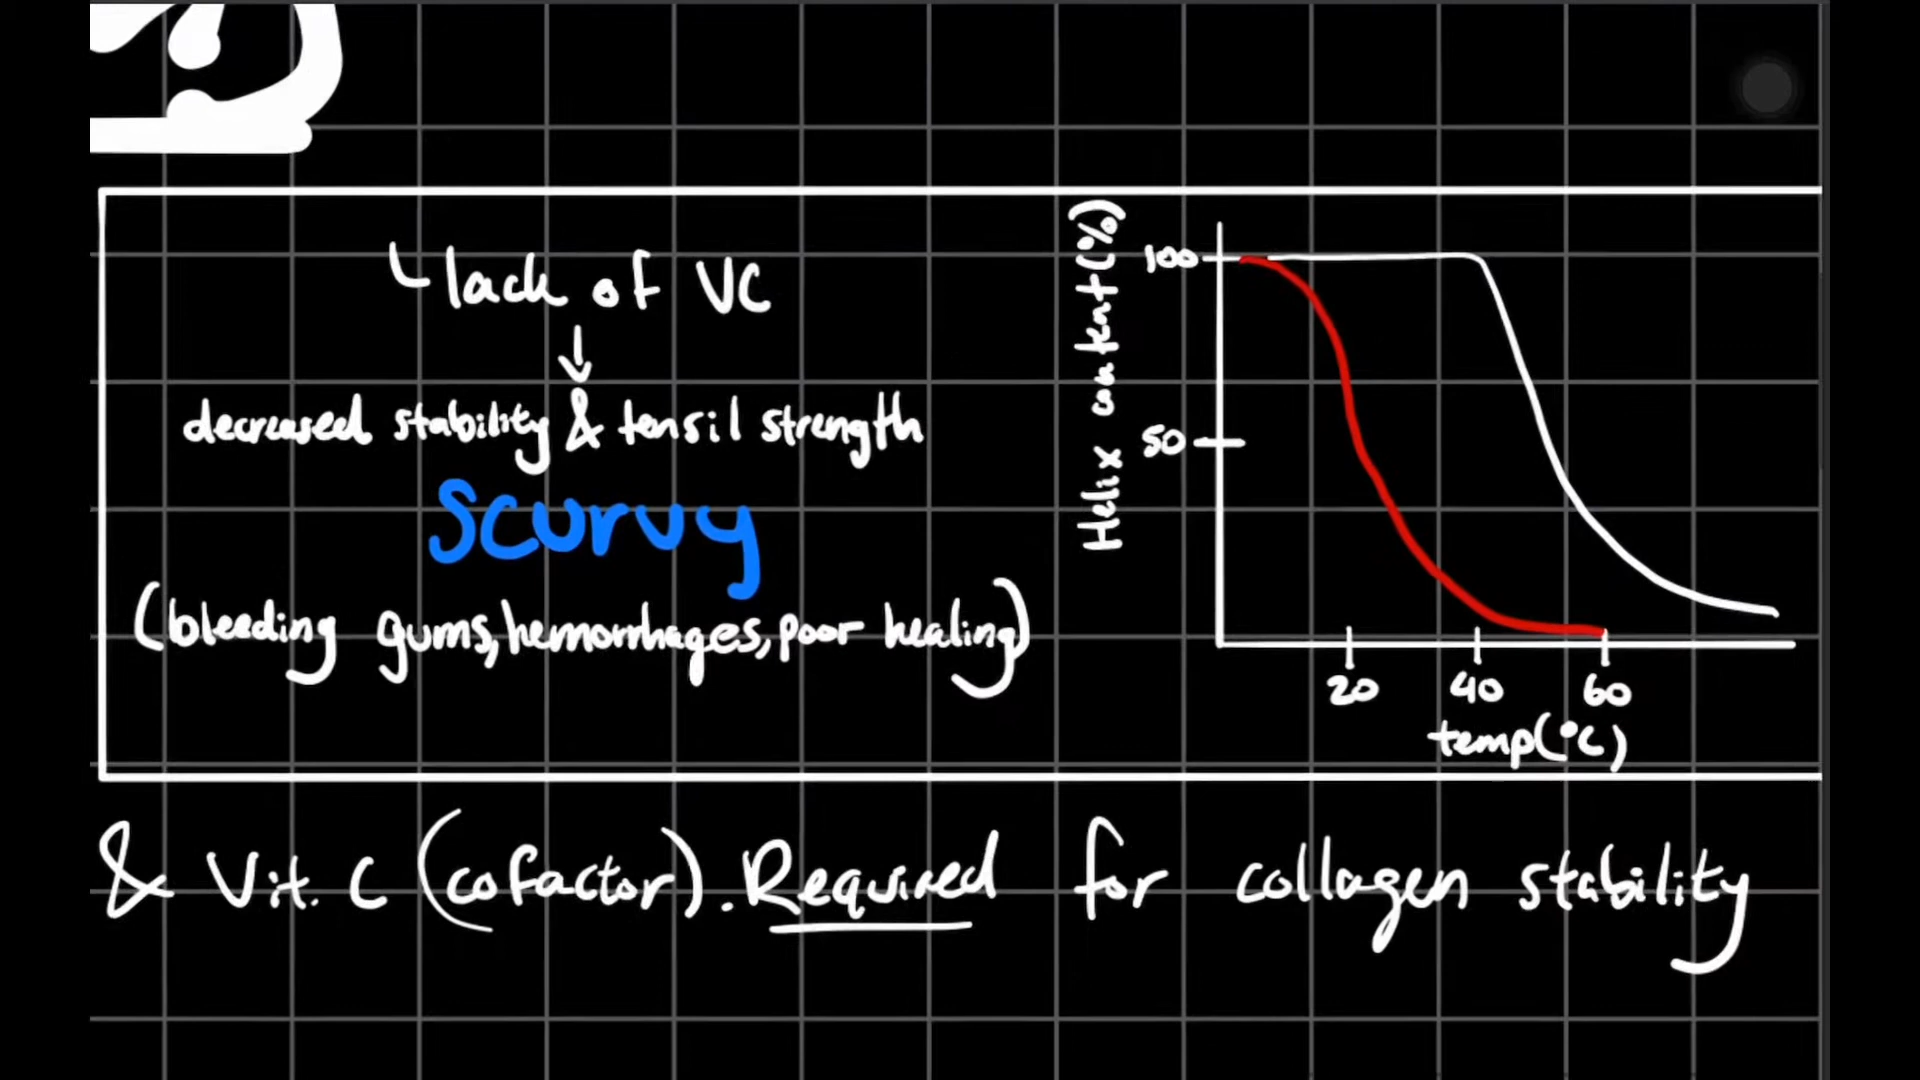 lack of VC
decreased stability & tensil strength
scurvy
(bleeding gums, hemorrhages, poor healing)
Helix content (%)
100
50
20 40 60
temp (°C)
& Vit. C (cofactor). Required for collagen stability